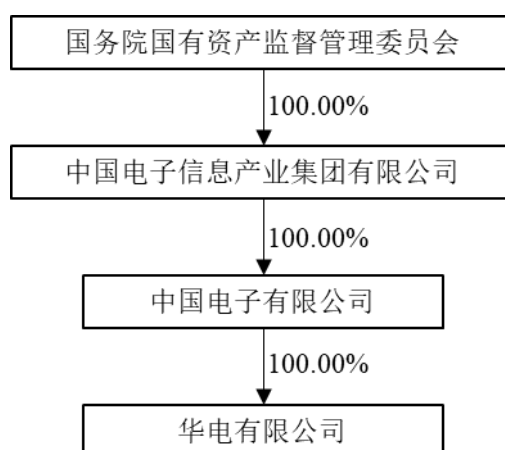 国务院国有资产监督管理委员会
100.00%
中国电子信息产业集团有限公司
100.00%
中国电子有限公司
100.00%
华电有限公司